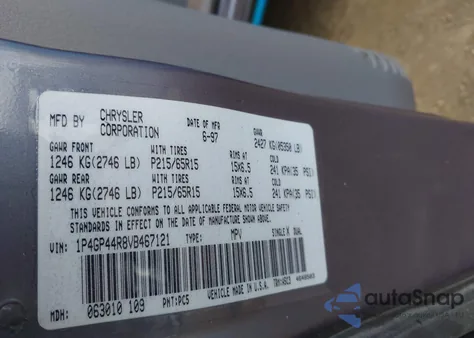 MFD BY CHRYSLER CORPORATION DATE OF MFR 6-97 GVWR 2427 KG(05350 LB)
GAWR FRONT WITH TIRES RIMS AT COLD
1246 KG(2746 LB) P215/65R15 15X6.5 241 KPA(35 PSI)
GAWR REAR WITH TIRES RIMS AT COLD
1246 KG(2746 LB) P215/65R15 15X6.5 241 KPA(35 PSI)
THIS VEHICLE CONFORMS TO ALL APPLICABLE FEDERAL MOTOR VEHICLE SAFETY
STANDARDS IN EFFECT ON THE DATE OF MANUFACTURE SHOWN ABOVE.
VIN: 1P4GP44R8VB467121 TYPE: MPV SINGLE X DUAL
MDH: 063010 109 PNT: PCS VEHICLE MADE IN U.S.A.
autoSnap